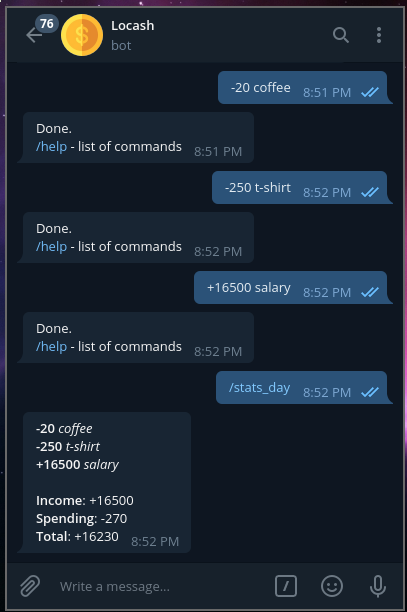 76
Locash
bot
-20 coffee 8:51 PM
Done.
/help - list of commands 8:51 PM
-250 t-shirt 8:52 PM
Done.
/help - list of commands 8:52 PM
+16500 salary 8:52 PM
Done.
/help - list of commands 8:52 PM
/stats_day 8:52 PM
-20 coffee
-250 t-shirt
+16500 salary
Income: +16500
Spending: -270
Total: +16230 8:52 PM
Write a message...